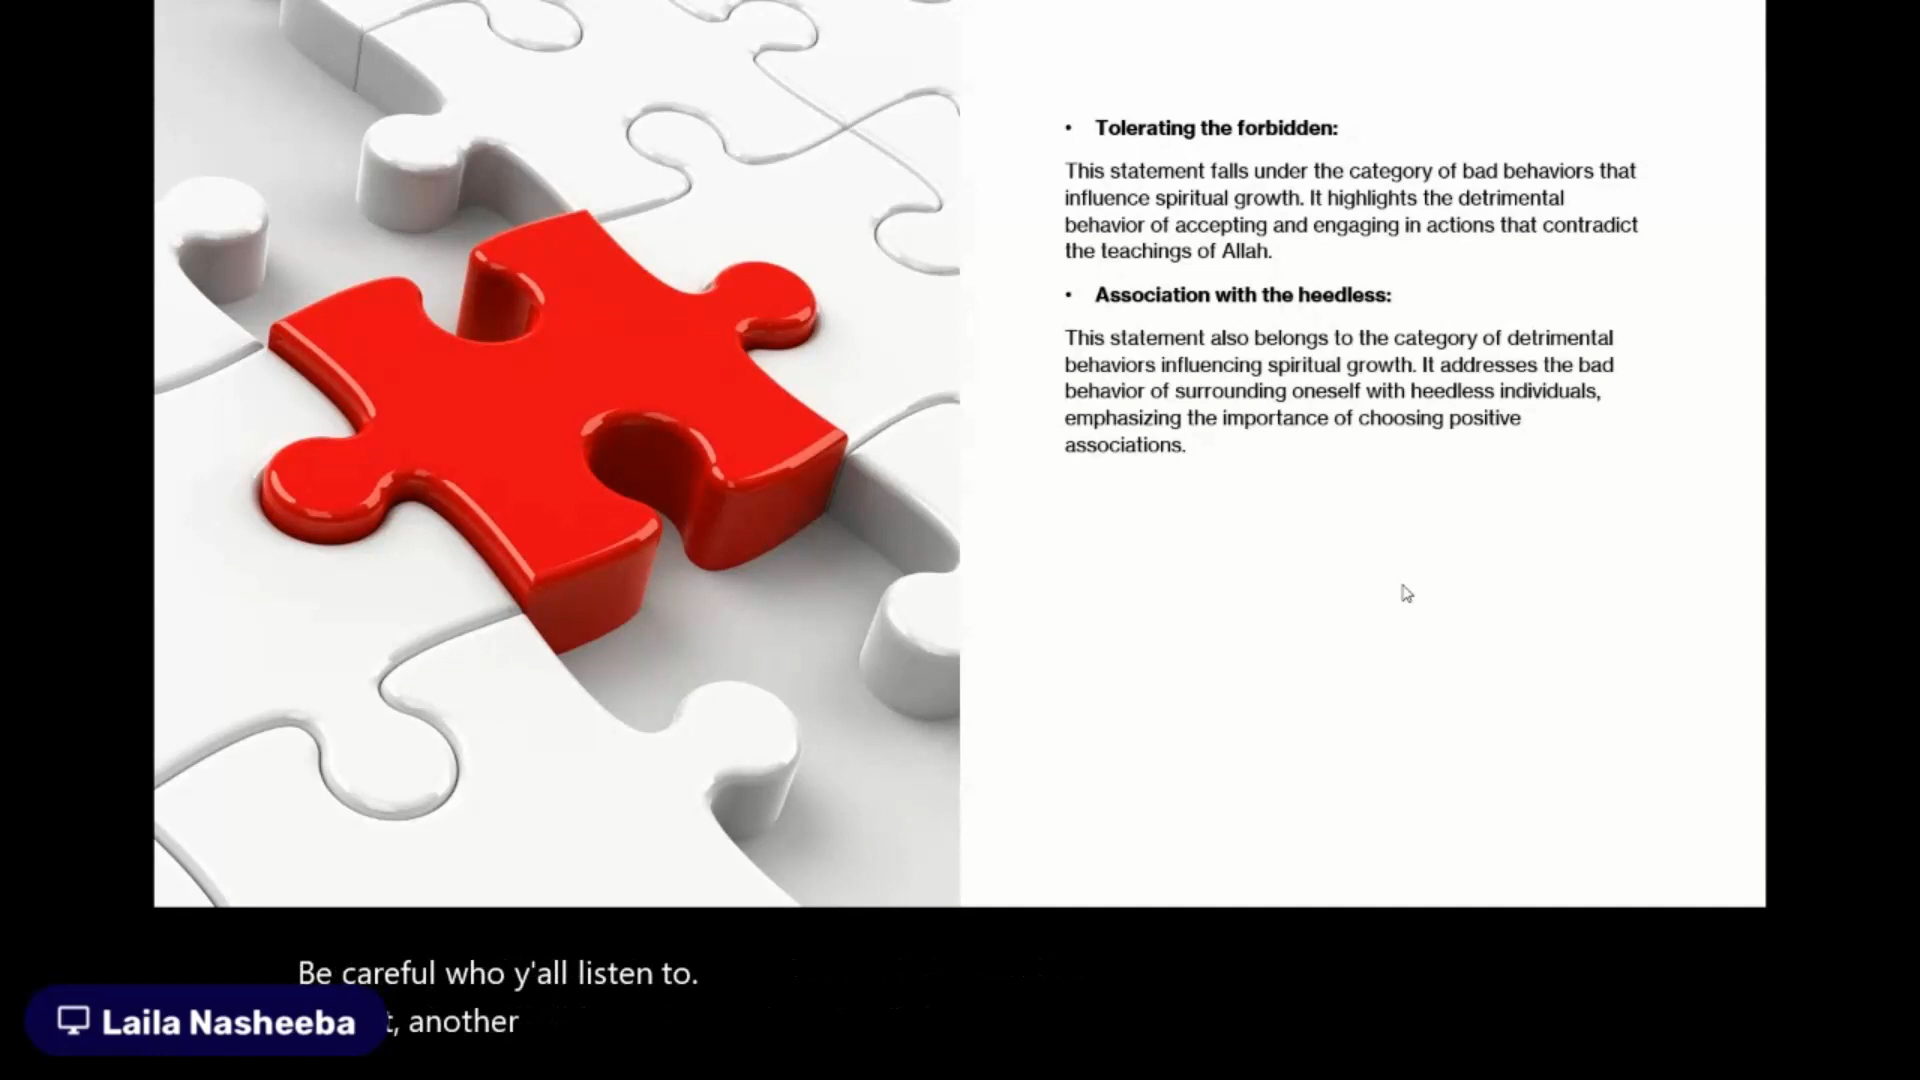 • Tolerating the forbidden:
This statement falls under the category of bad behaviors that
influence spiritual growth. It highlights the detrimental
behavior of accepting and engaging in actions that contradict
the teachings of Allah.
• Association with the heedless:
This statement also belongs to the category of detrimental
behaviors influencing spiritual growth. It addresses the bad
behavior of surrounding oneself with heedless individuals,
emphasizing the importance of choosing positive
associations.
Be careful who y'all listen to.
, another
Laila Nasheeba